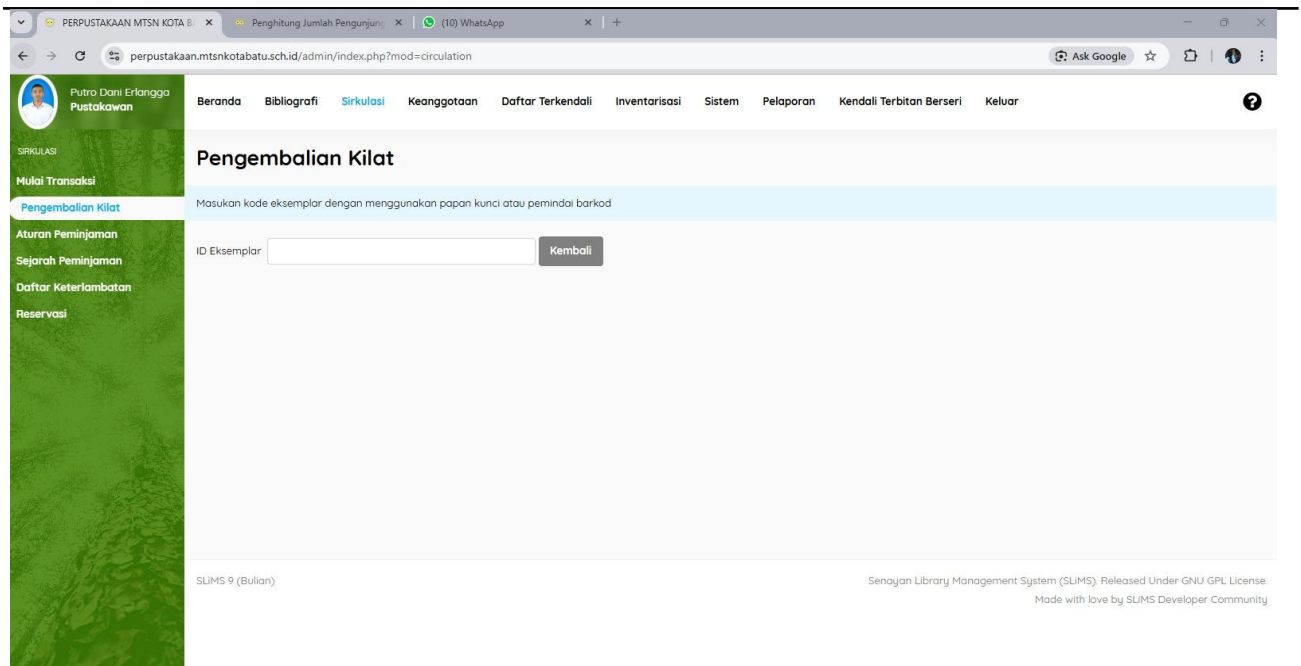 PERPUSTAKAAN MTSN KOTA B
Penghitung Jumlah Pengunjung
(10) WhatsApp
perpustakaan.mtsnkotabatu.sch.id/admin/index.php?mod=circulation
Ask Google
Putro Dani Erlangga
Pustakawan
Beranda Bibliografi Sirkulasi Keanggotaan Daftar Terkendali Inventarisasi Sistem Pelaporan Kendali Terbitan Berseri Keluar
?
SIRKULASI
Mulai Transaksi
Pengembalian Kilat
Aturan Peminjaman
Sejarah Peminjaman
Daftar Keterlambatan
Reservasi
Pengembalian Kilat
Masukan kode eksemplar dengan menggunakan papan kunci atau pemindai barkod
ID Eksemplar
Kembali
SLiMS 9 (Bulian)
Senayan Library Management System (SLiMS). Released Under GNU GPL License.
Made with love by SLiMS Developer Community